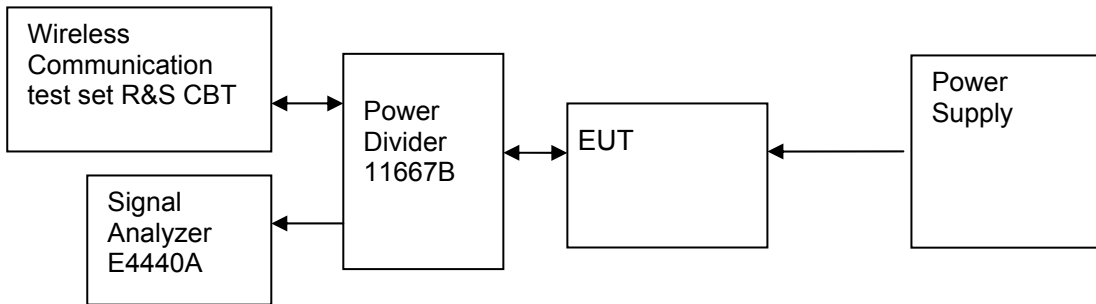 Wireless
Communication
test set R&S CBT
Signal
Analyzer
E4440A
Power
Divider
11667B
EUT
Power
Supply